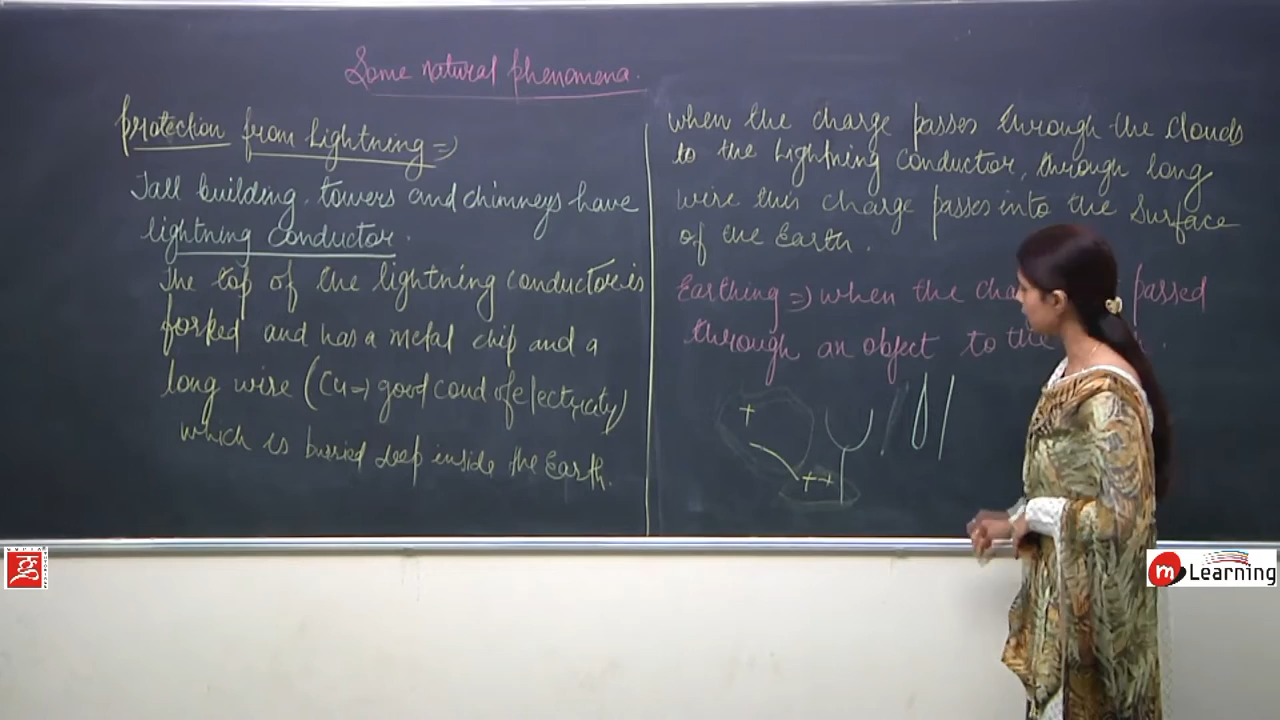 Some natural phenomena.
protection from lightning =>
Tall building, towers and chimneys have
lightning conductor.
The top of the lightning conductor is
forked and has a metal chip and a
long wire (Cu => good cond of electricity)
which is burried deep inside the Earth.
when the charge passes through the clouds
to the lightning conductor, through long
wire this charge passes into the surface
of the Earth.
Earthing => when the passed
through an object to the
+
++
m Learning